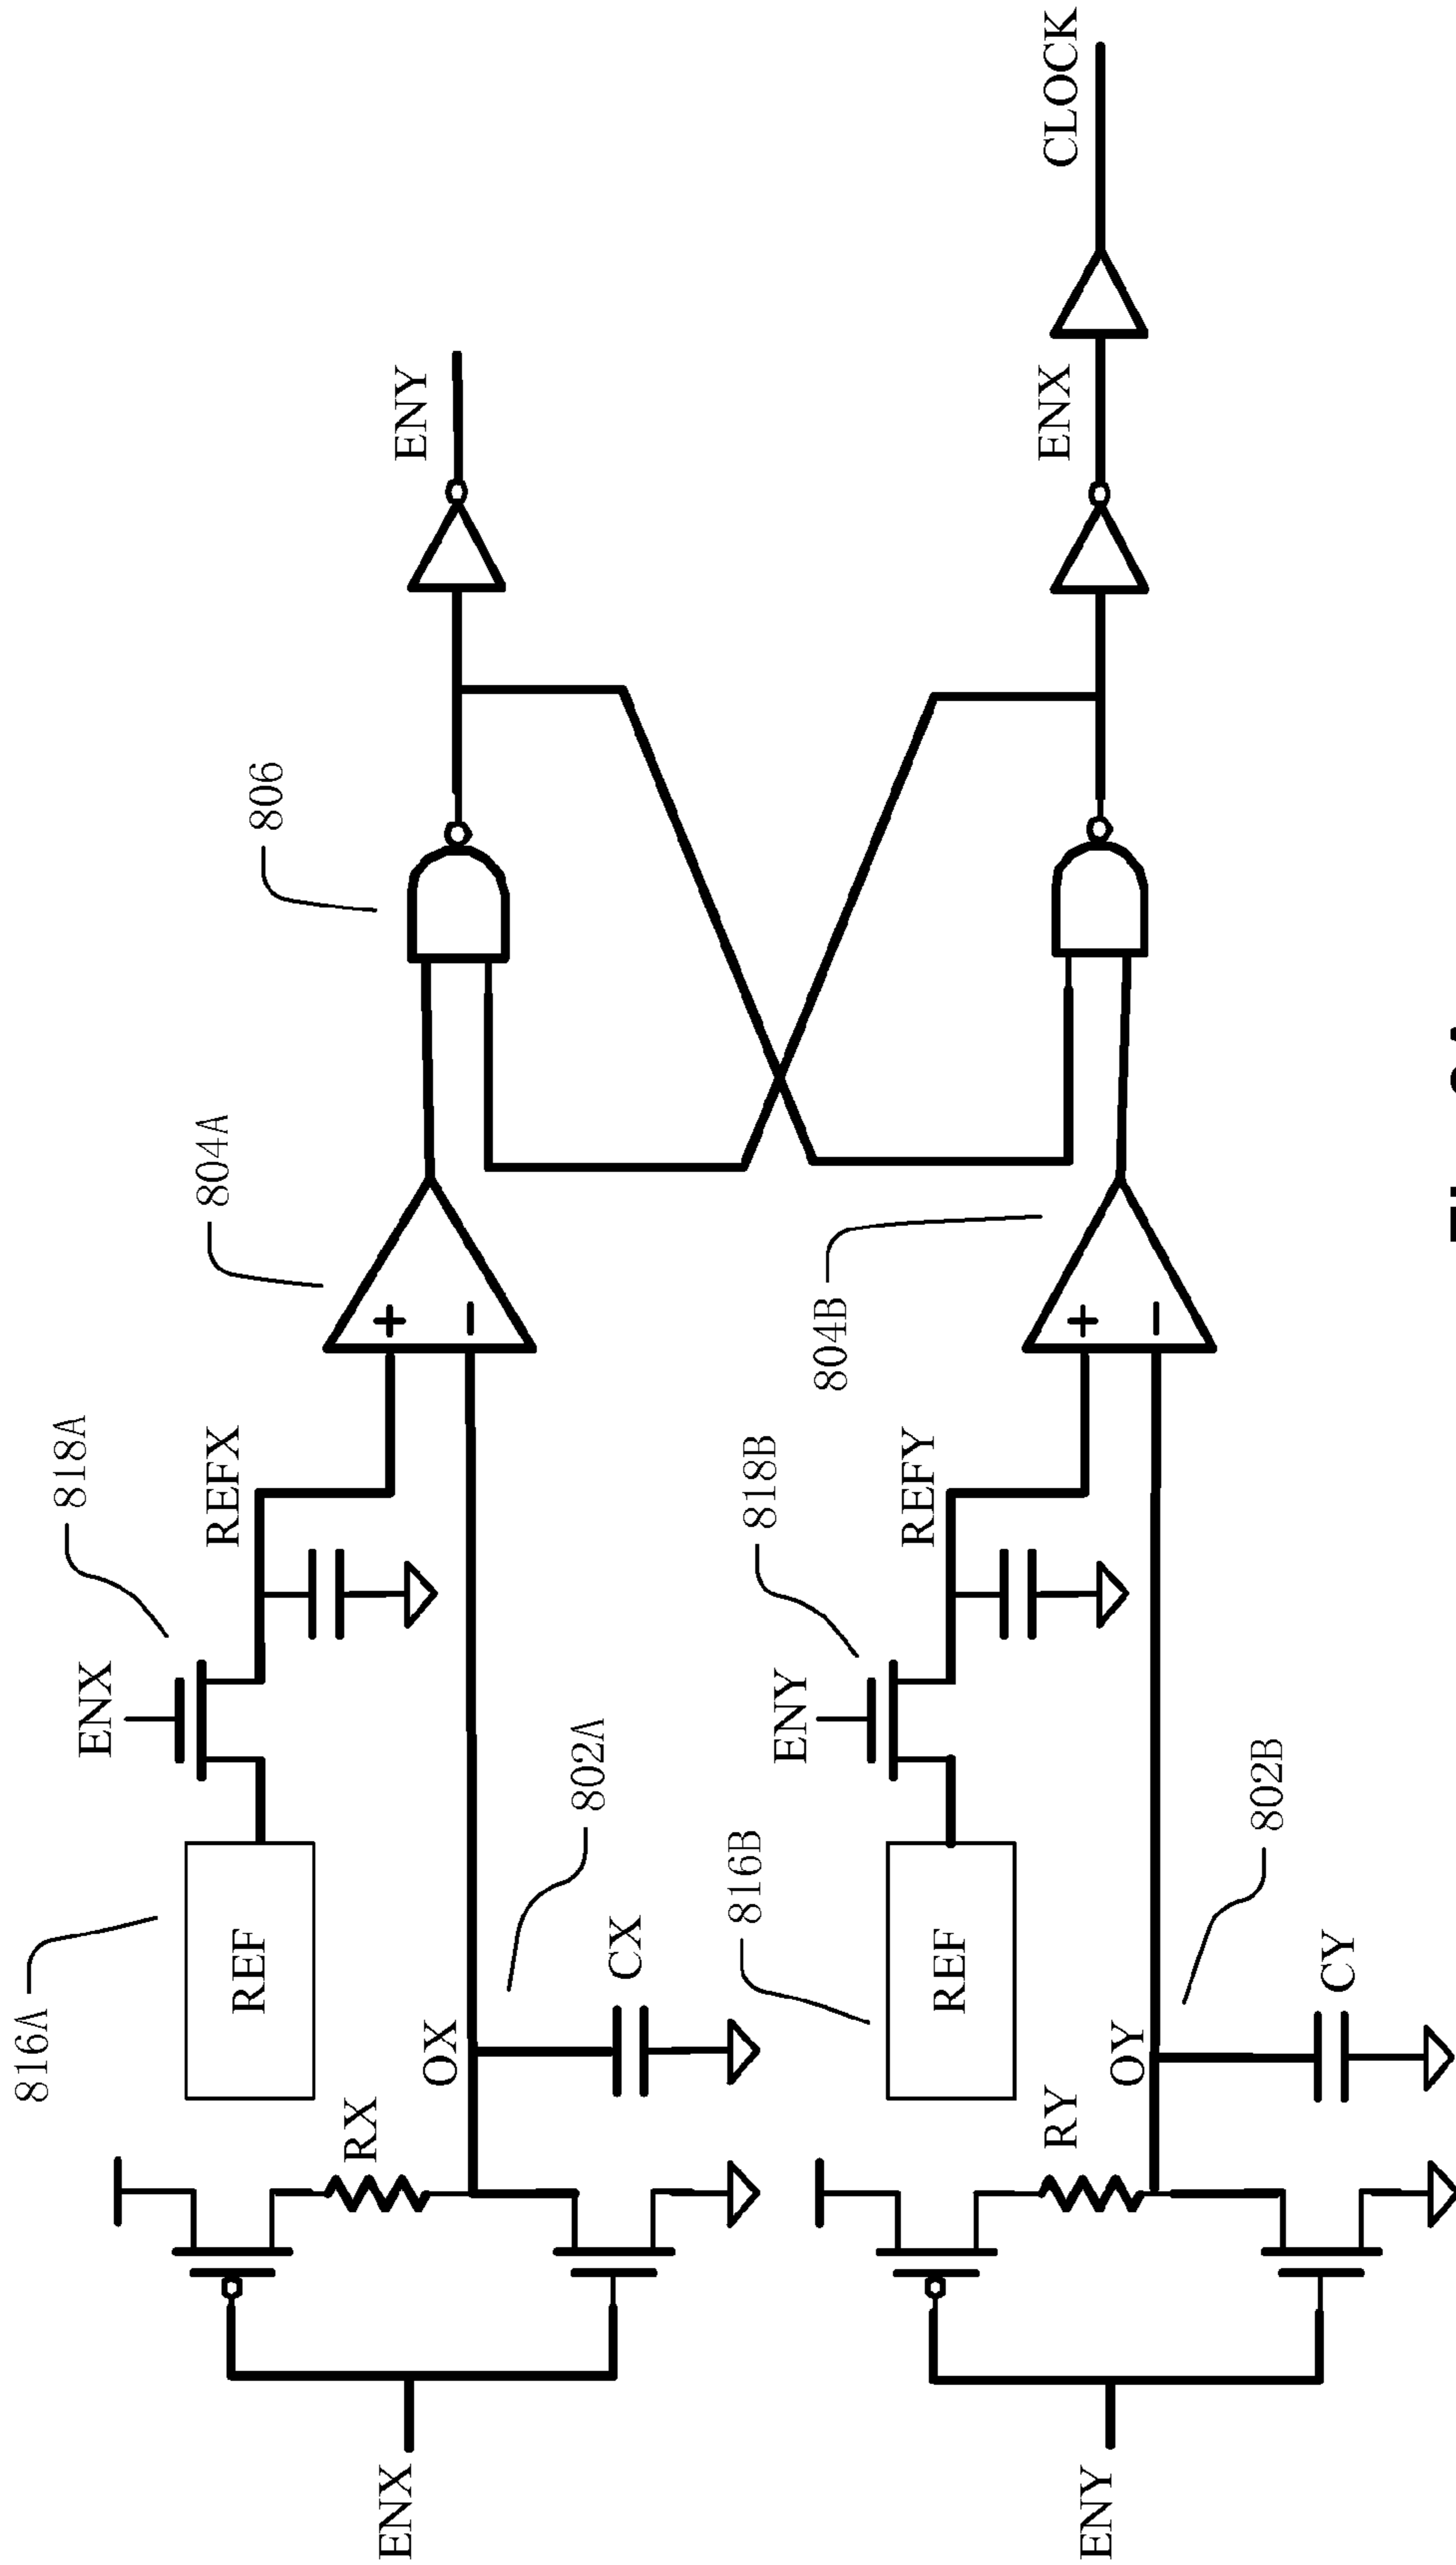 816A
REF
ENX
818A
REFX
804A
+
−
806
ENY
ENX
RX
OX
802A
CX
816B
REF
ENY
818B
REFY
804B
+
−
ENX
CLOCK
ENY
RY
OY
802B
CY